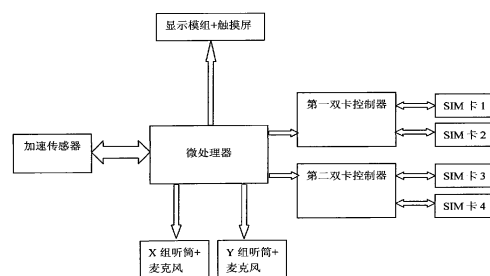 显示模组+触摸屏
第一双卡控制器
SIM 卡 1
SIM 卡 2
加速传感器
微处理器
第二双卡控制器
SIM 卡 3
SIM 卡 4
X 组听筒+
麦克风
Y 组听筒+
麦克风